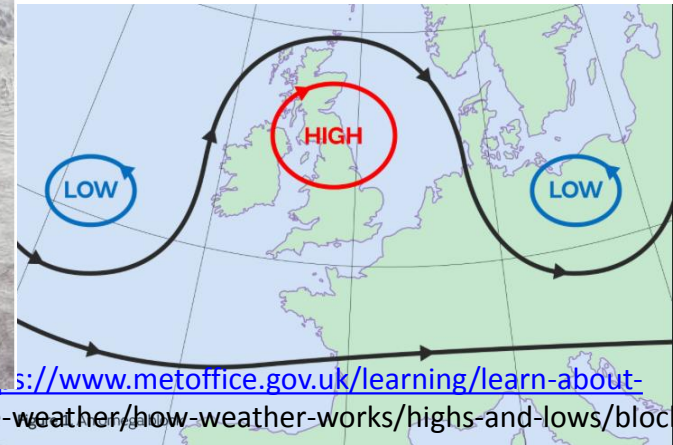 HIGH
LOW
LOW
s://www.metoffice.gov.uk/learning/learn-about-
-weather/how-weather-works/highs-and-lows/bloc